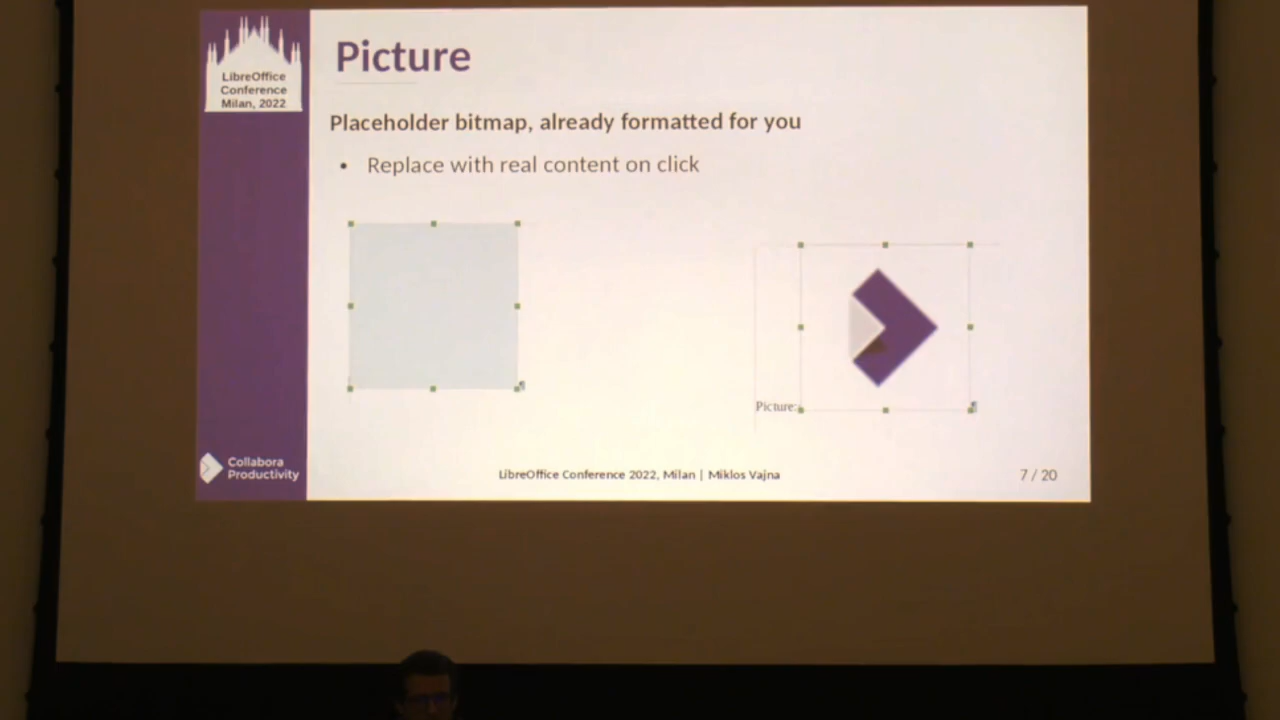 LibreOffice
Conference
Milan, 2022
Picture
Placeholder bitmap, already formatted for you
• Replace with real content on click
Picture:
Collabora
Productivity
LibreOffice Conference 2022, Milan | Miklos Vajna
7 / 20